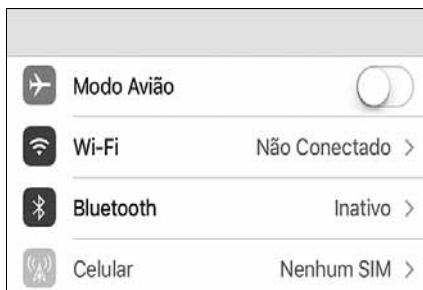 Modo Avião
Wi-Fi Não Conectado
Bluetooth Inativo
Celular Nenhum SIM